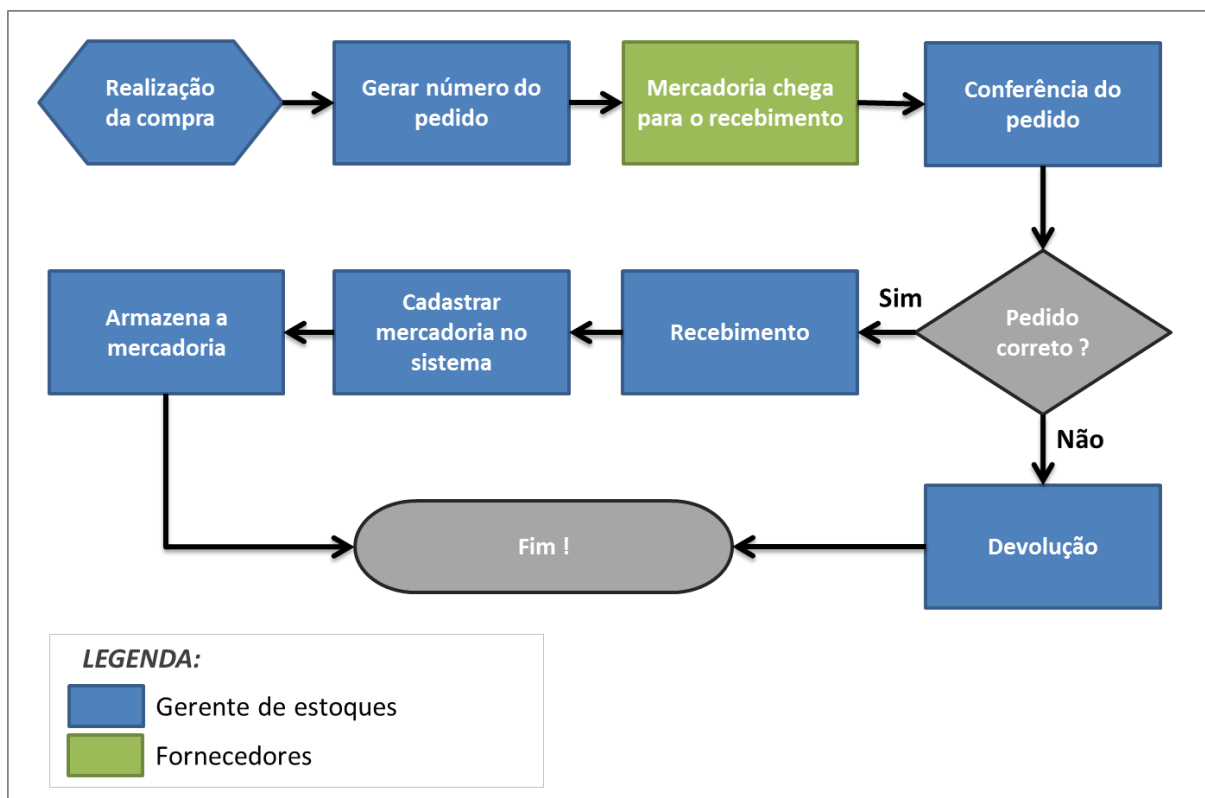 Realização
da compra
Gerar número do
pedido
Mercadoria chega
para o recebimento
Conferência do
pedido
Armazena a
mercadoria
Cadastrar
mercadoria no
sistema
Recebimento
Sim
Pedido
correto ?
Não
Fim !
Devolução
LEGENDA:
Gerente de estoques
Fornecedores